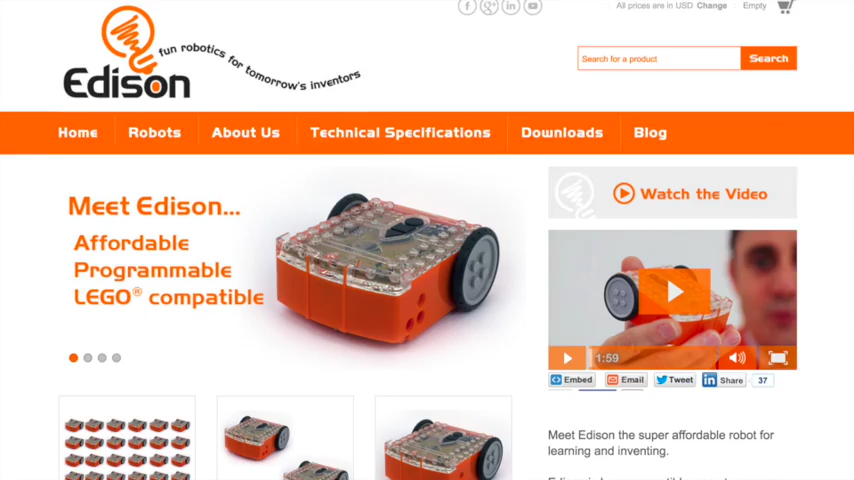 All prices are in USD Change
Empty
fun robotics for tomorrow's inventors
Edison
Search for a product
Search
Home
Robots
About Us
Technical Specifications
Downloads
Blog
Meet Edison...
Affordable
Programmable
LEGO® compatible
Watch the Video
1:59
Embed
Email
Tweet
in Share
37
Meet Edison the super affordable robot for
learning and inventing.